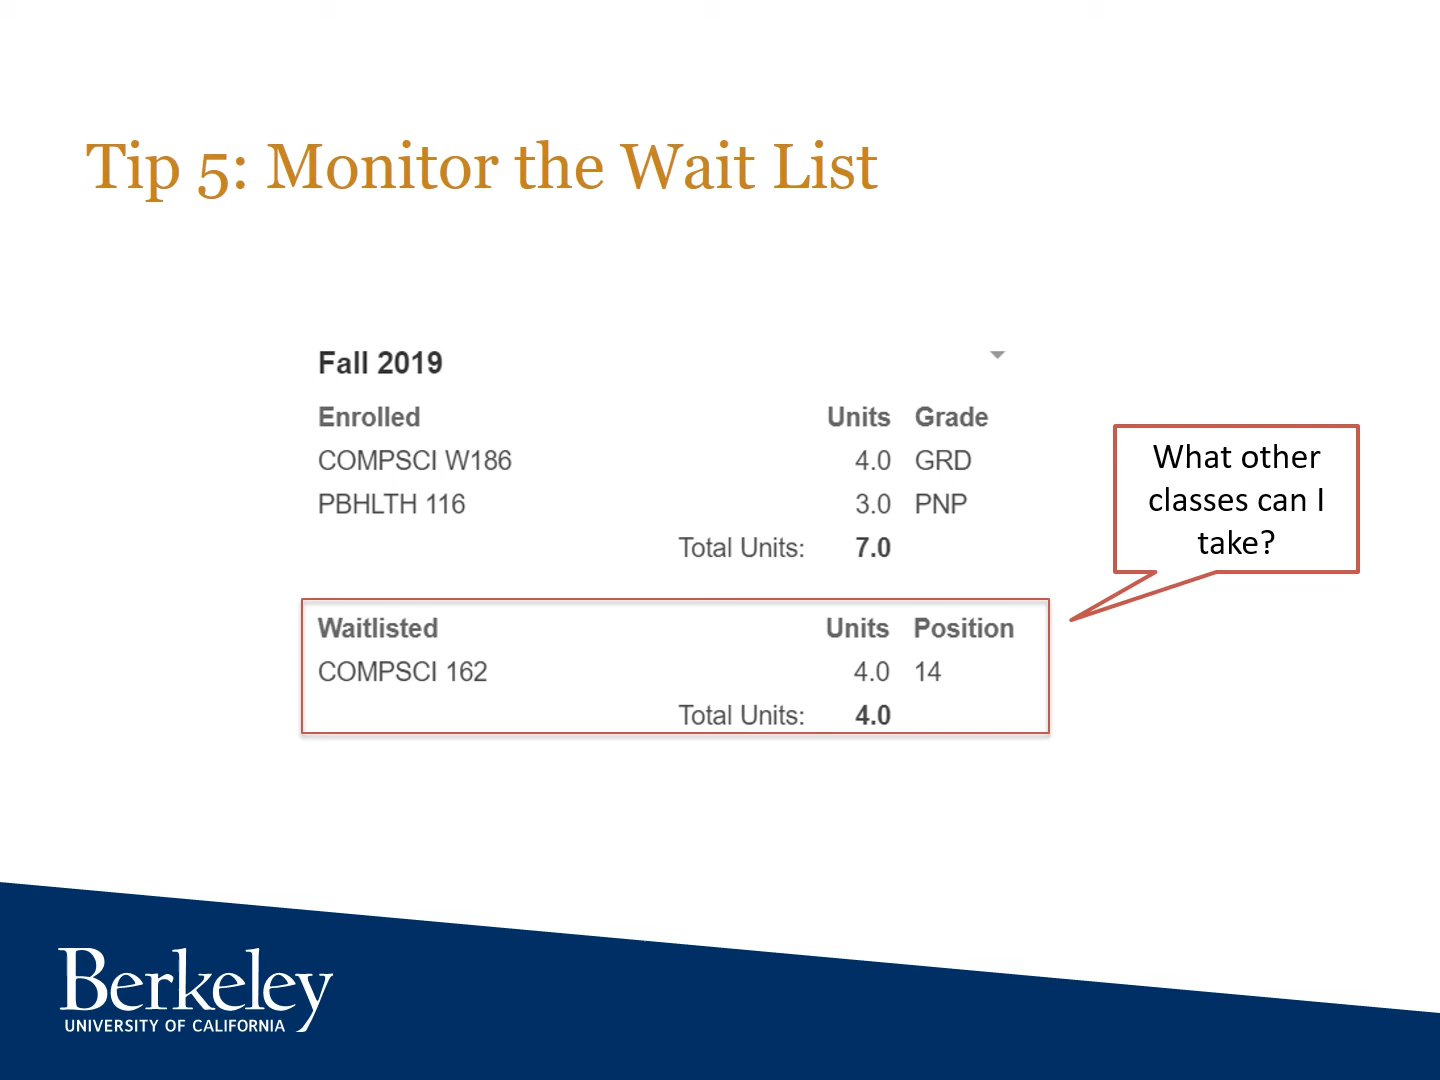 Tip 5: Monitor the Wait List
Fall 2019
Enrolled Units Grade
COMPSCI W186 4.0 GRD
PBHLTH 116 3.0 PNP
Total Units: 7.0
What other
classes can I
take?
Waitlisted Units Position
COMPSCI 162 4.0 14
Total Units: 4.0
Berkeley
UNIVERSITY OF CALIFORNIA